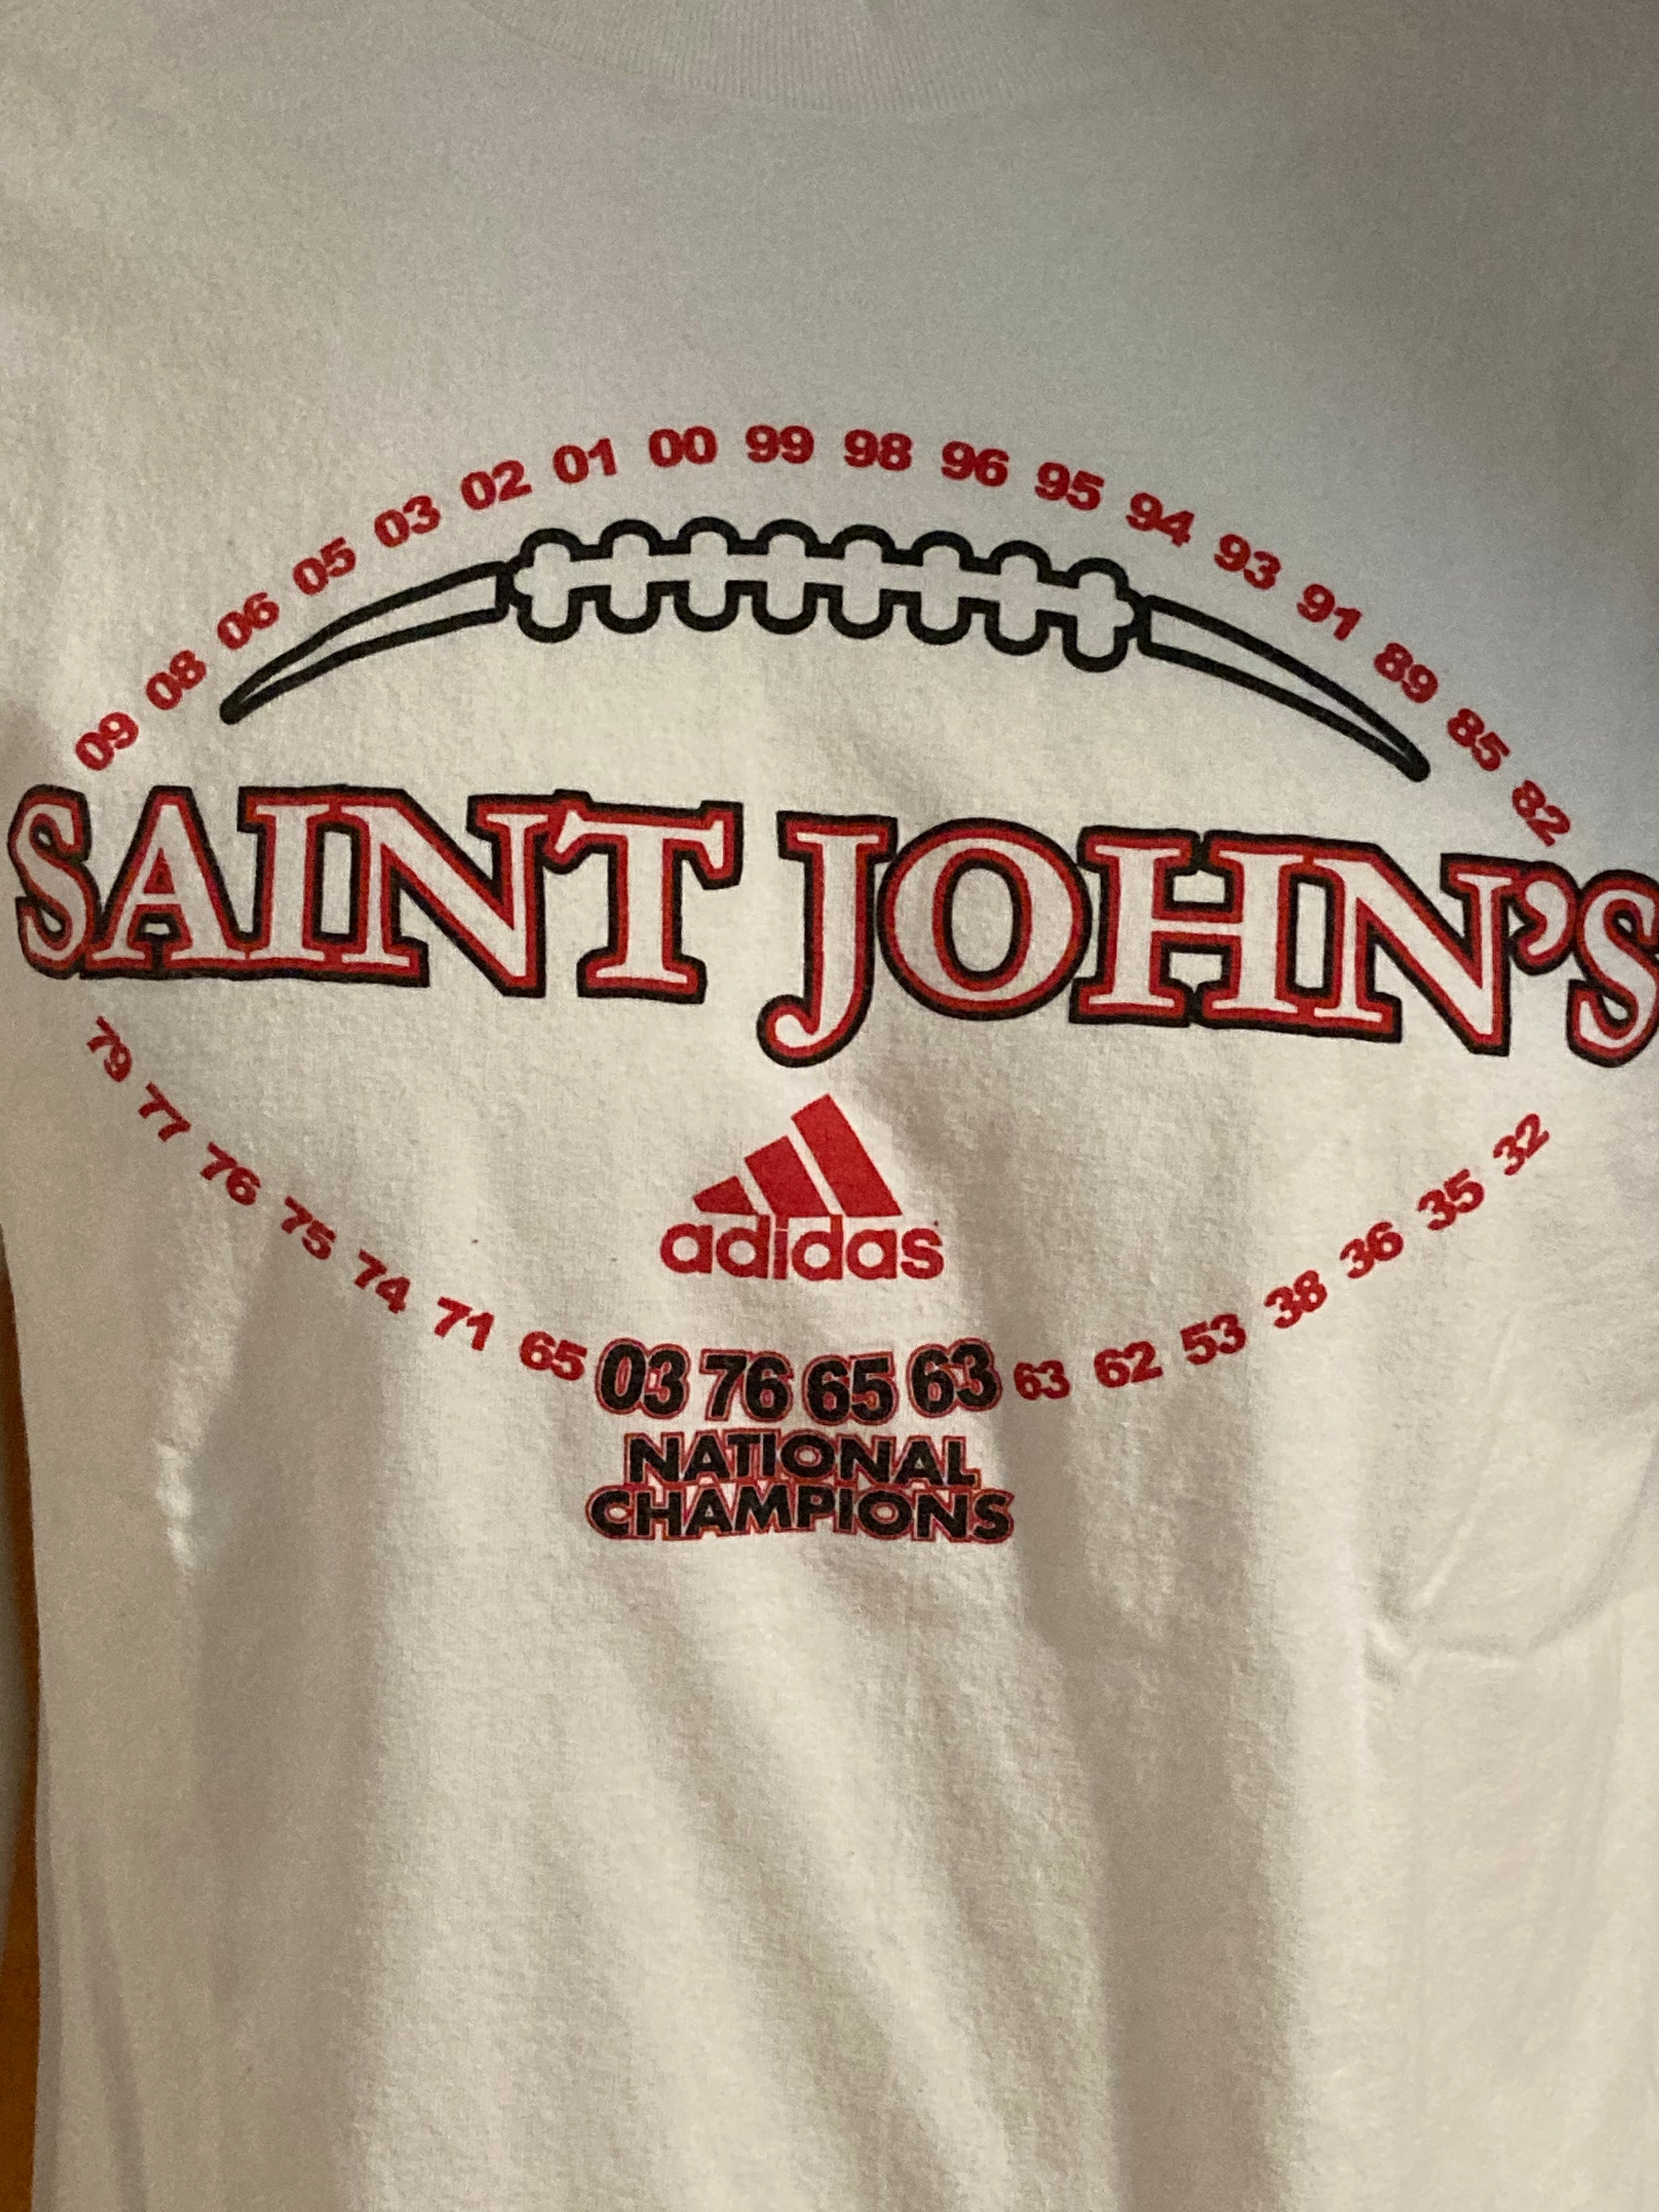 09 08 06 05 03 02 01 00 99 98 96 95 94 93 91 89 85 82
SAINT JOHN'S
adidas
79 77 76 75 74 71 65 03 76 65 63 63 62 53 38 36 35 32
NATIONAL
CHAMPIONS